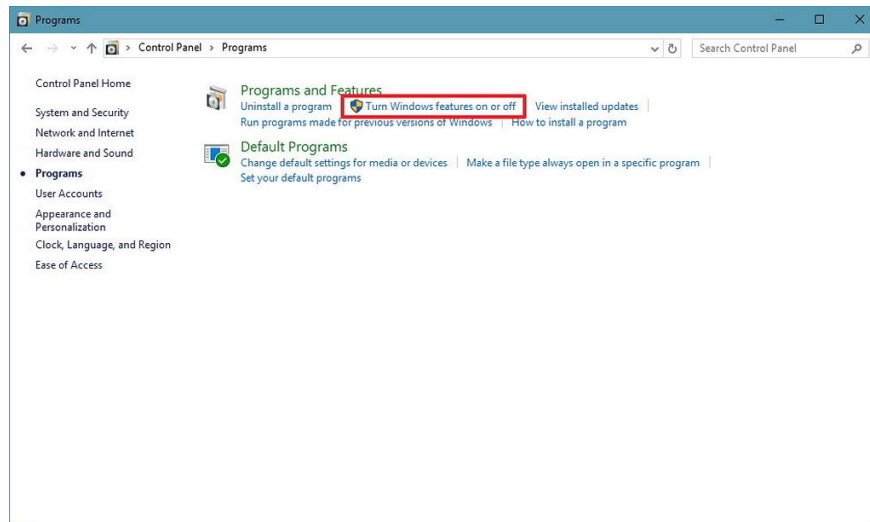 Programs
Control Panel > Programs
Search Control Panel
Control Panel Home
System and Security
Network and Internet
Hardware and Sound
Programs
User Accounts
Appearance and
Personalization
Clock, Language, and Region
Ease of Access
Programs and Features
Uninstall a program Turn Windows features on or off View installed updates
Run programs made for previous versions of Windows How to install a program
Default Programs
Change default settings for media or devices Make a file type always open in a specific program
Set your default programs